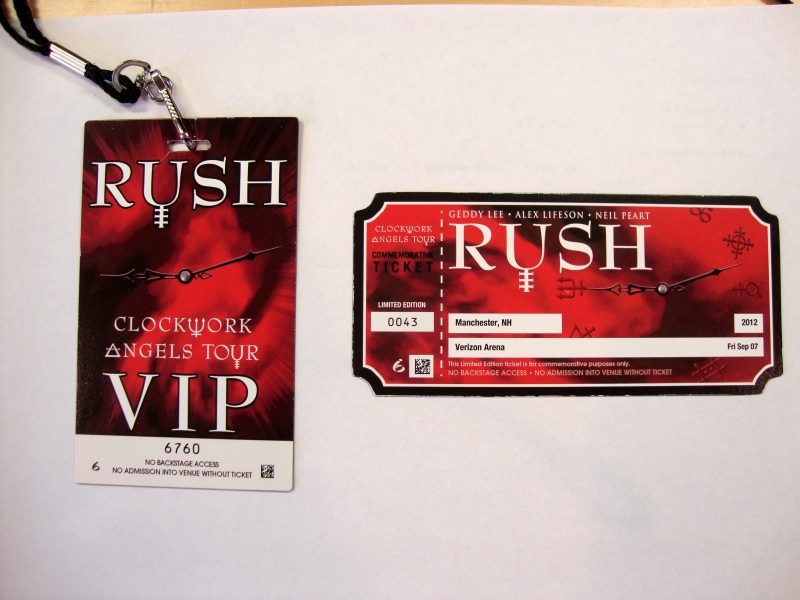 RUSH
CLOCKWORK
ANGELS TOUR
VIP
6760
6
NO BACKSTAGE ACCESS
NO ADMISSION INTO VENUE WITHOUT TICKET
CLOCKWORK
ANGELS TOUR
COMMEMORATIVE
TICKET
LIMITED EDITION
0043
6
GEDDY LEE • ALEX LIFESON • NEIL PEART
RUSH
Manchester, NH 2012
Verizon Arena Fri Sep 07
This Limited Edition ticket is for commemorative purposes only.
NO BACKSTAGE ACCESS • NO ADMISSION INTO VENUE WITHOUT TICKET